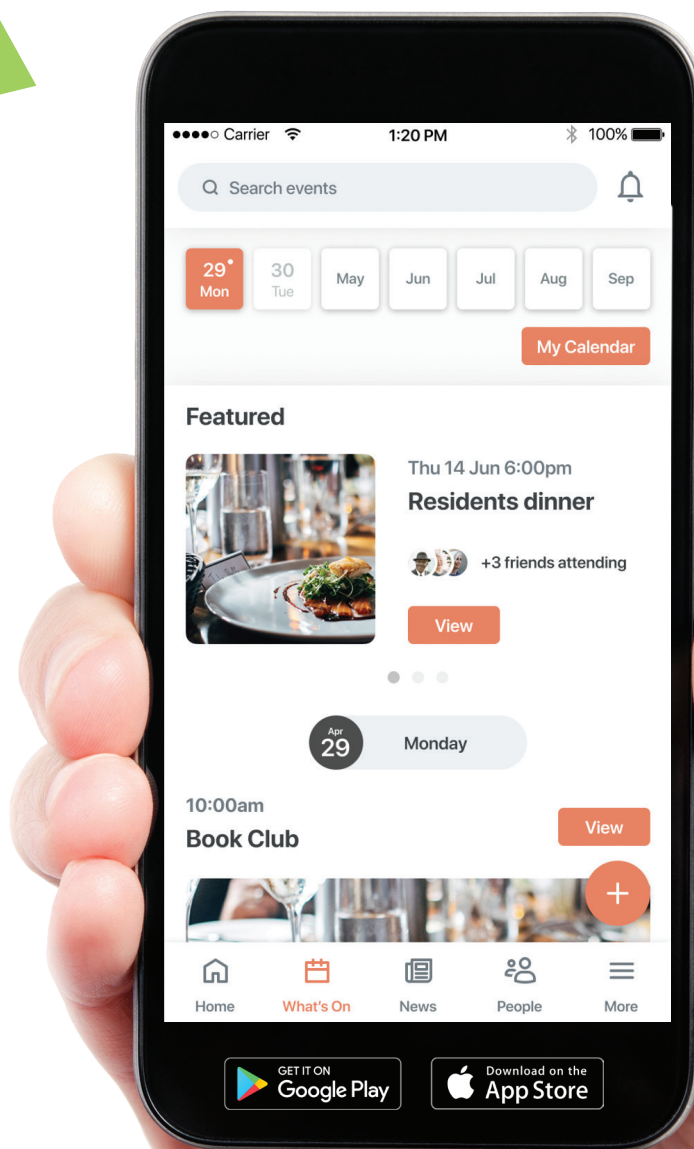 ●●●●○ Carrier 1:20 PM 100%
Search events
29 30 May Jun Jul Aug Sep
Mon Tue
My Calendar
Featured
Thu 14 Jun 6:00pm
Residents dinner
+3 friends attending
View
Apr
29 Monday
10:00am
Book Club
View
+
Home What's On News People More
GET IT ON
Google Play
Download on the
App Store